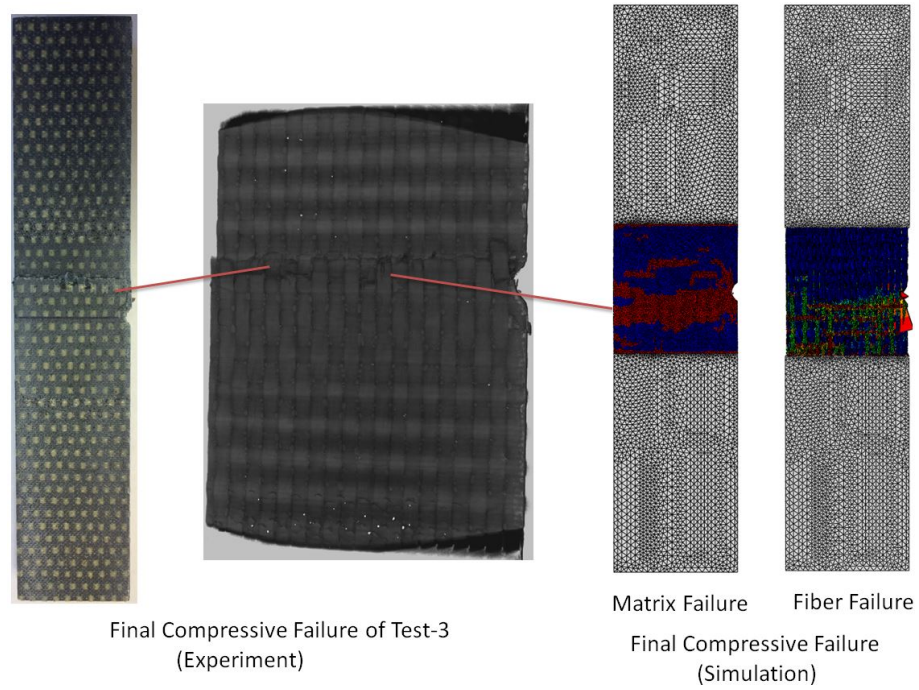 Final Compressive Failure of Test-3
(Experiment)
Matrix Failure
Fiber Failure
Final Compressive Failure
(Simulation)